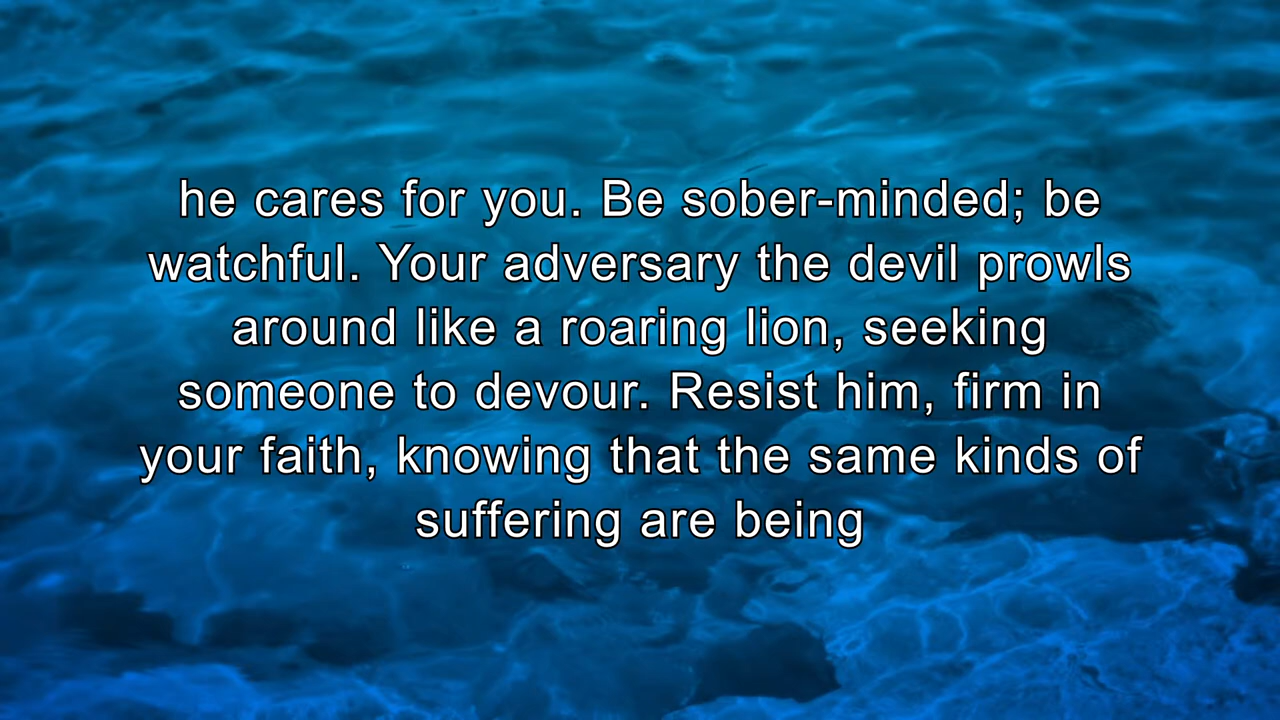 he cares for you. Be sober-minded; be
watchful. Your adversary the devil prowls
around like a roaring lion, seeking
someone to devour. Resist him, firm in
your faith, knowing that the same kinds of
suffering are being